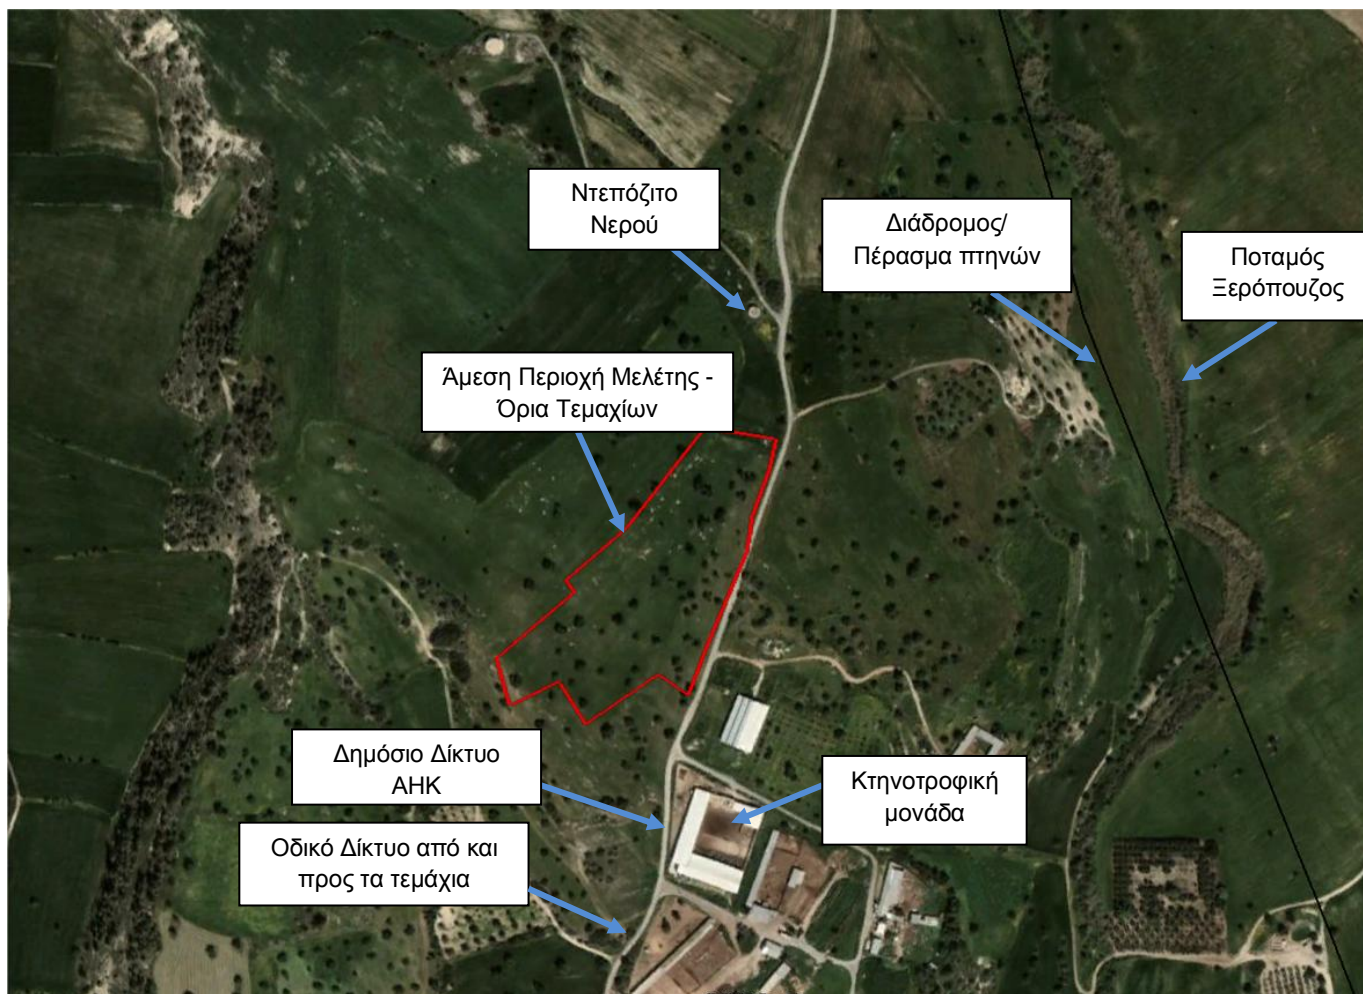 Ντεπόζιτο
Νερού
Διάδρομος/
Πέρασμα πτηνών
Ποταμός
Ξερόπουζος
Άμεση Περιοχή Μελέτης -
Όρια Τεμαχίων
Δημόσιο Δίκτυο
ΑΗΚ
Κτηνοτροφική
μονάδα
Οδικό Δίκτυο από και
προς τα τεμάχια